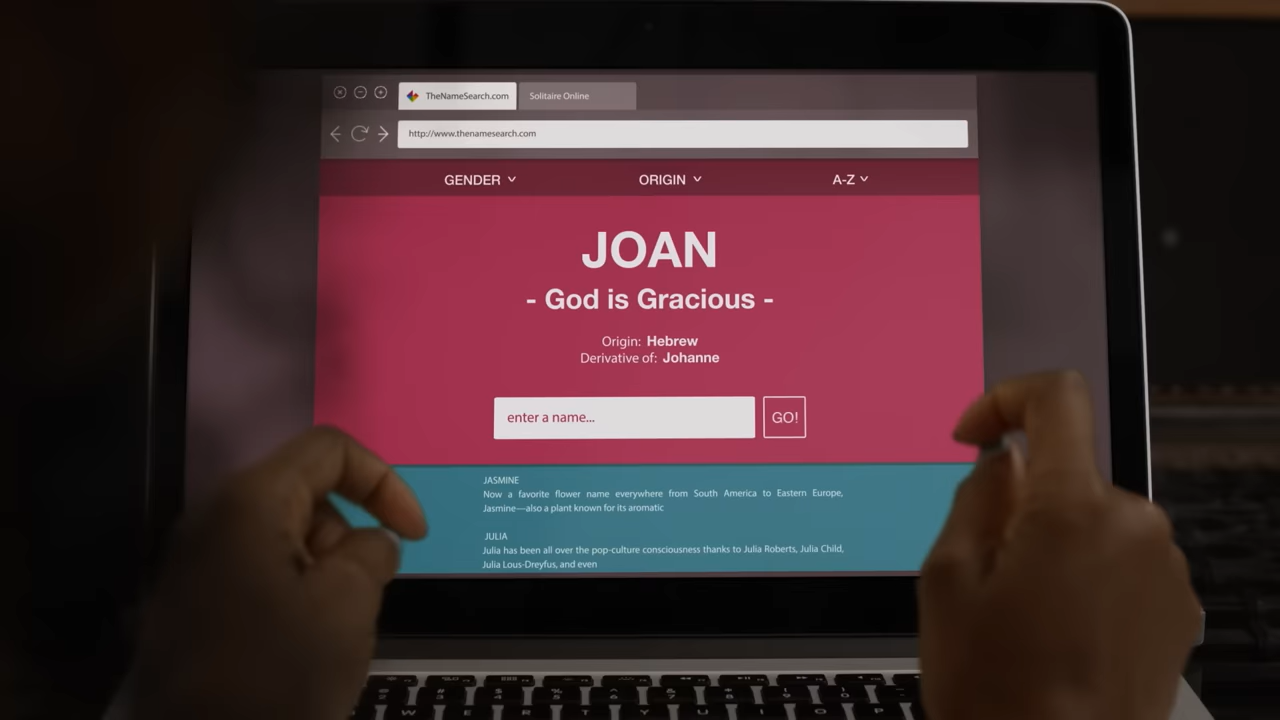 TheNameSearch.com
Solitaire Online
http://www.thenamesearch.com
GENDER
ORIGIN
A-Z
JOAN
- God is Gracious -
Origin: Hebrew
Derivative of: Johanne
enter a name...
GO!
JASMINE
Now a favorite flower name everywhere from South America to Eastern Europe,
Jasmine—also a plant known for its aromatic
JULIA
Julia has been all over the pop-culture consciousness thanks to Julia Roberts, Julia Child,
Julia Lous-Dreyfus, and even
W E R T Y U I O P